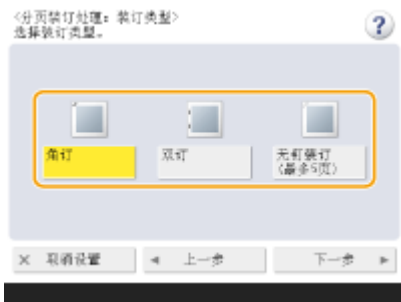 <分页装订处理：装订类型>
选择装订类型。
?
角订
双订
无钉装订
(最多5页)
× 取消设置
◄ 上一步
下一步 ►